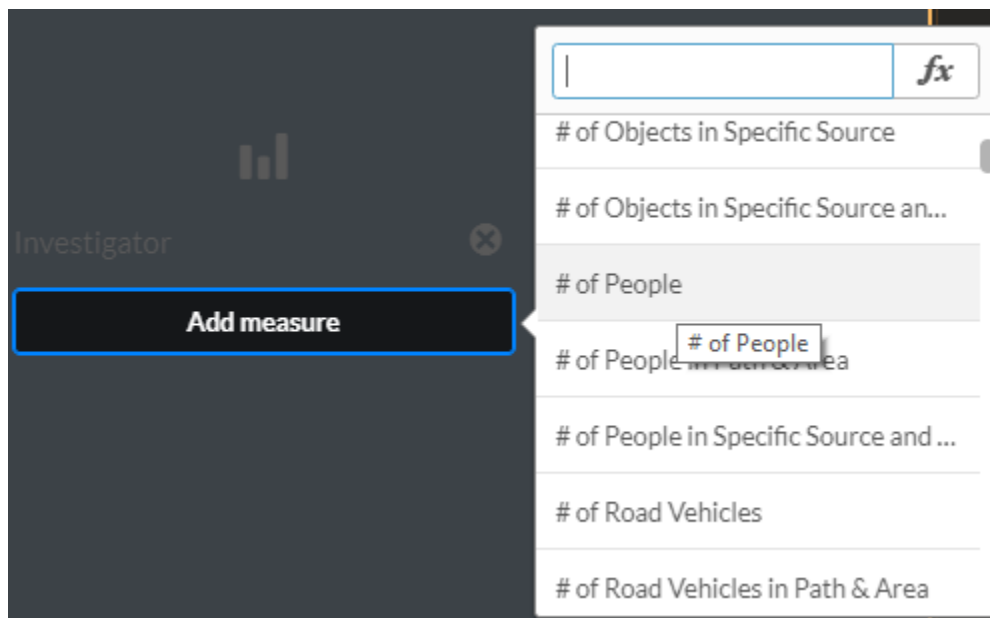 fx
# of Objects in Specific Source
# of Objects in Specific Source an...
Investigator
# of People
Add measure
# of People
# of People in Path & Area
# of People in Specific Source and ...
# of Road Vehicles
# of Road Vehicles in Path & Area